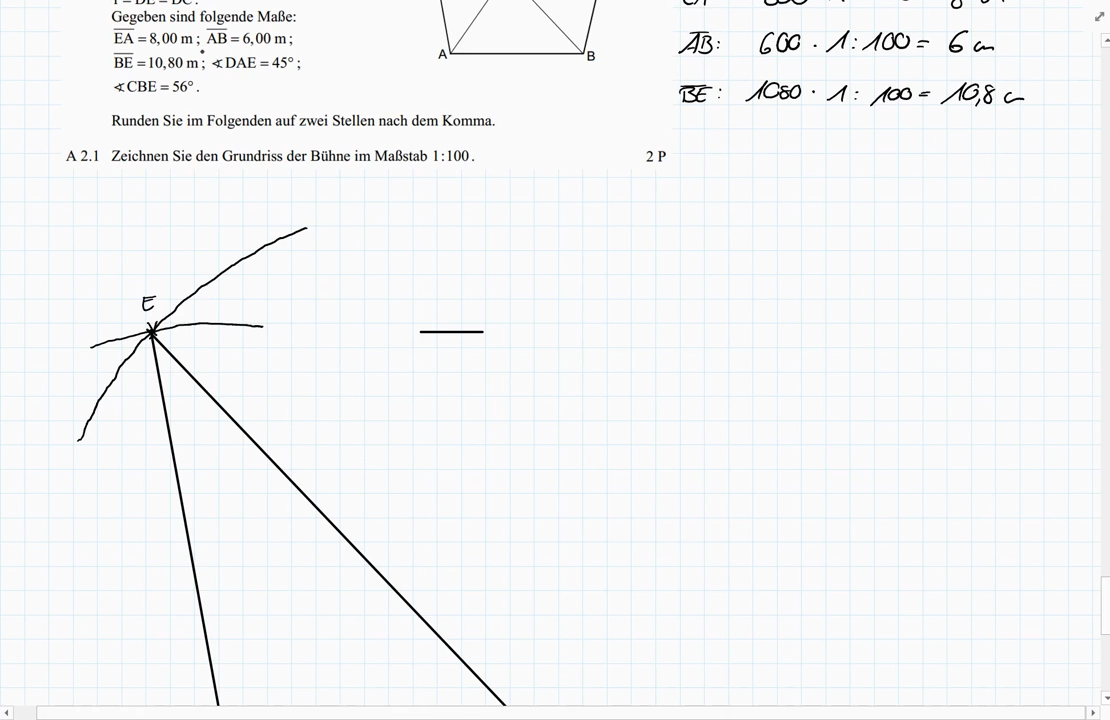 Gegeben sind folgende Maße:
EA = 8,00 m ; AB = 6,00 m ;
BE = 10,80 m ; ∢DAE = 45° ;
∢CBE = 56° .
A B
Runden Sie im Folgenden auf zwei Stellen nach dem Komma.
A 2.1 Zeichnen Sie den Grundriss der Bühne im Maßstab 1:100. 2 P
AB: 600 · 1 : 100 = 6 cm
BE: 1080 · 1 : 100 = 10,8 c
E